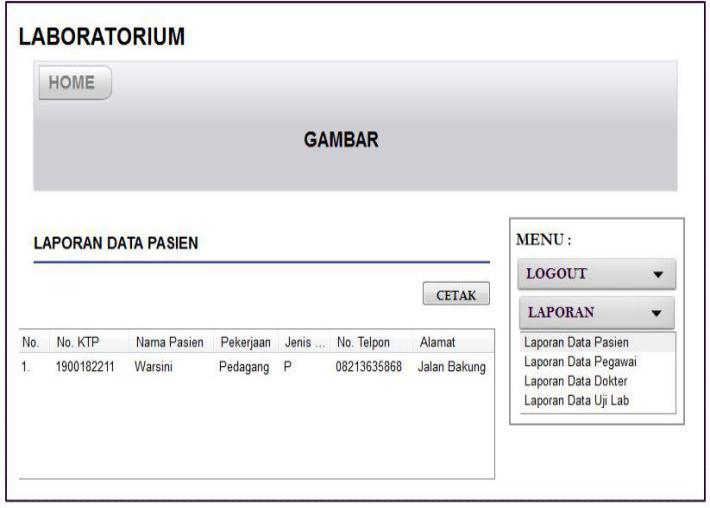 LABORATORIUM
HOME
GAMBAR
LAPORAN DATA PASIEN
CETAK
No. No. KTP Nama Pasien Pekerjaan Jenis ... No. Telpon Alamat
1. 1900182211 Warsini Pedagang P 08213635868 Jalan Bakung
MENU :
LOGOUT
LAPORAN
Laporan Data Pasien
Laporan Data Pegawai
Laporan Data Dokter
Laporan Data Uji Lab